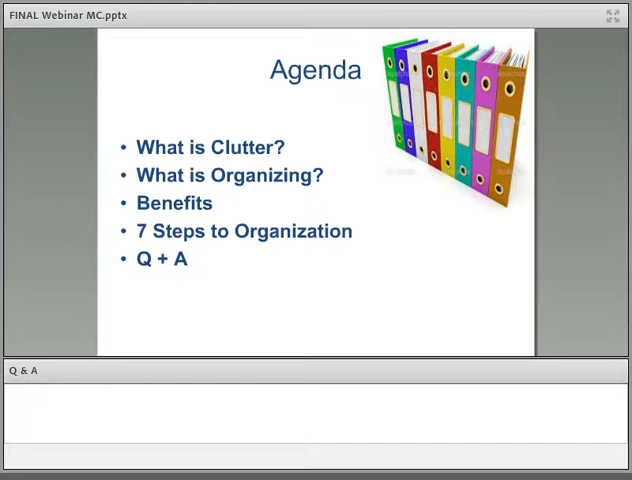 FINAL Webinar MC.pptx
Agenda
• What is Clutter?
• What is Organizing?
• Benefits
• 7 Steps to Organization
• Q + A
Q & A